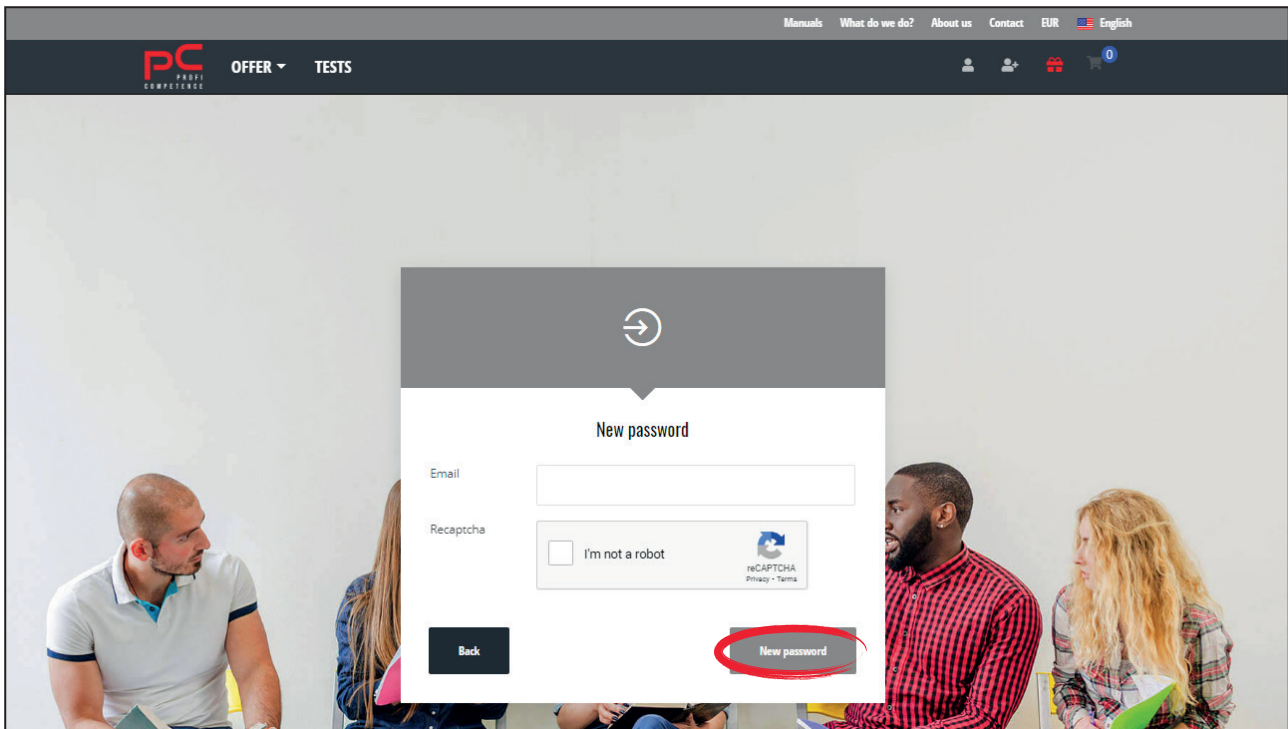 Manuals What do we do? About us Contact EUR English
PC
PROFI
COMPETENCE
OFFER TESTS
0
New password
Email
Recaptcha
I'm not a robot
reCAPTCHA
Privacy - Terms
Back New password